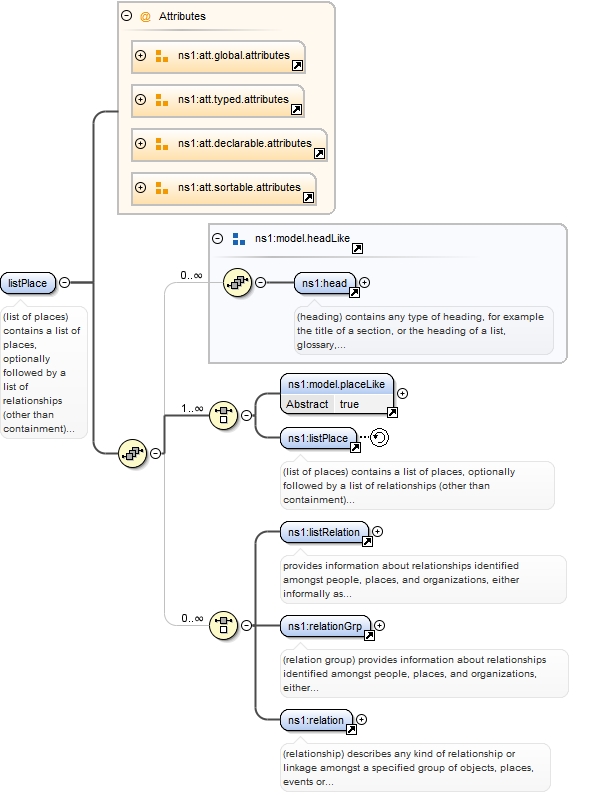 @ Attributes
ns1:att.global.attributes
ns1:att.typed.attributes
ns1:att.declarable.attributes
ns1:att.sortable.attributes
listPlace
(list of places)
contains a list of
places,
optionally
followed by a
list of
relationships
(other than
containment)...
ns1:model.headLike
0..∞
ns1:head
(heading) contains any type of heading, for example
the title of a section, or the heading of a list,
glossary,...
1..∞
ns1:model.placeLike
Abstract true
ns1:listPlace
(list of places) contains a list of places, optionally
followed by a list of relationships (other than
containment)...
0..∞
ns1:listRelation
provides information about relationships identified
amongst people, places, and organizations, either
informally as...
ns1:relationGrp
(relation group) provides information about relationships
identified amongst people, places, and organizations,
either...
ns1:relation
(relationship) describes any kind of relationship or
linkage amongst a specified group of objects, places,
events or...